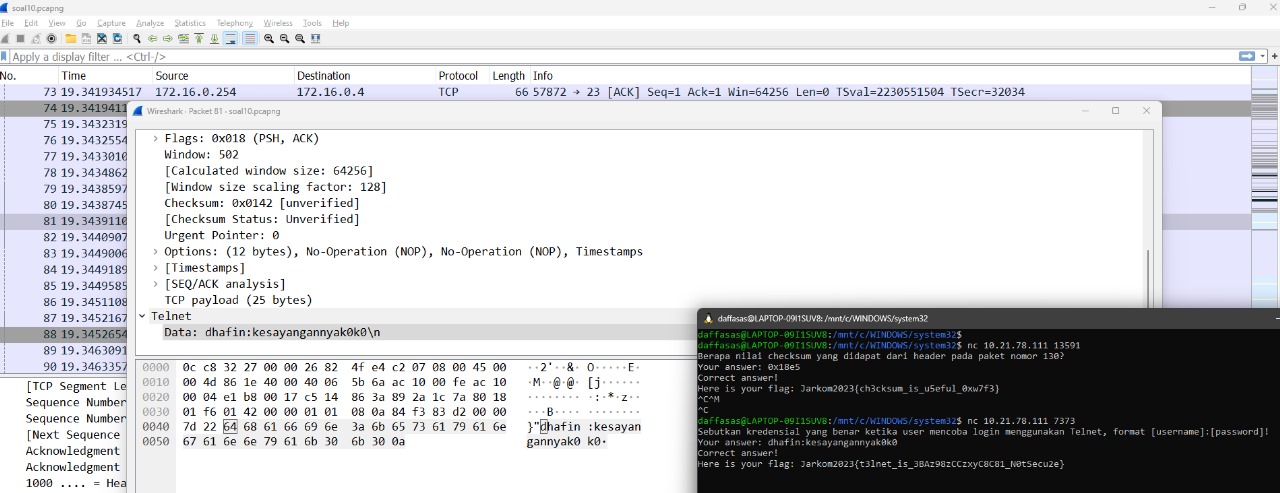 soal10.pcapng
File Edit View Go Capture Analyze Statistics Telephony Wireless Tools Help
Apply a display filter ... <Ctrl-/>
No. Time Source Destination Protocol Length Info
73 19.341934517 172.16.0.254 172.16.0.4 TCP 66 57872 → 23 [ACK] Seq=1 Ack=1 Win=64256 Len=0 TSval=2230551504 TSecr=32034
74 19.3419411
75 19.3432319
76 19.3432554
77 19.3433010
78 19.3434862
79 19.3438597
80 19.3438745
81 19.3439110
82 19.3440907
83 19.3449006
84 19.3449189
85 19.3449585
86 19.3451108
87 19.3452167
88 19.3452654
89 19.3463091
90 19.3463357
[TCP Segment Le
Sequence Number
Sequence Number
[Next Sequence
Acknowledgment
Acknowledgment
1000 .... = Hea
Wireshark · Packet 81 · soal10.pcapng
Flags: 0x018 (PSH, ACK)
Window: 502
[Calculated window size: 64256]
[Window size scaling factor: 128]
Checksum: 0x0142 [unverified]
[Checksum Status: Unverified]
Urgent Pointer: 0
Options: (12 bytes), No-Operation (NOP), No-Operation (NOP), Timestamps
[Timestamps]
[SEQ/ACK analysis]
TCP payload (25 bytes)
Telnet
Data: dhafin:kesayangannyak0k0\n
0000 0c c8 32 27 00 00 26 82 4f e4 c2 07 08 00 45 00 ··2'··&· O·····E·
0010 00 4d 86 1e 40 00 40 06 5b 6a ac 10 00 fe ac 10 ·M··@·@· [j······
0020 00 04 e1 b8 00 17 c5 14 86 3a 89 2a 1c 7a 80 18 ········ ·:·*·z··
0030 01 f6 01 42 00 00 01 01 08 0a 84 f3 83 d2 00 00 ···B···· ········
0040 7d 22 64 68 61 66 69 6e 3a 6b 65 73 61 79 61 6e }"dhafin :kesayan
0050 67 61 6e 6e 79 61 6b 30 6b 30 0a gannyak0 k0·
daffasas@LAPTOP-09I1SUV8: /mnt/c/WINDOWS/system32
daffasas@LAPTOP-09I1SUV8:/mnt/c/WINDOWS/system32$
daffasas@LAPTOP-09I1SUV8:/mnt/c/WINDOWS/system32$ nc 10.21.78.111 13591
Berapa nilai checksum yang didapat dari header pada paket nomor 130?
Your answer: 0x18e5
Correct answer!
Here is your flag: Jarkom2023{ch3cksum_is_u5eful_0xw7f3}
^C^M
^C
daffasas@LAPTOP-09I1SUV8:/mnt/c/WINDOWS/system32$ nc 10.21.78.111 7373
Sebutkan kredensial yang benar ketika user mencoba login menggunakan Telnet, format [username]:[password]!
Your answer: dhafin:kesayangannyak0k0
Correct answer!
Here is your flag: Jarkom2023{t3lnet_is_3BAz98zCCzxyC8C81_N0tSecu2e}